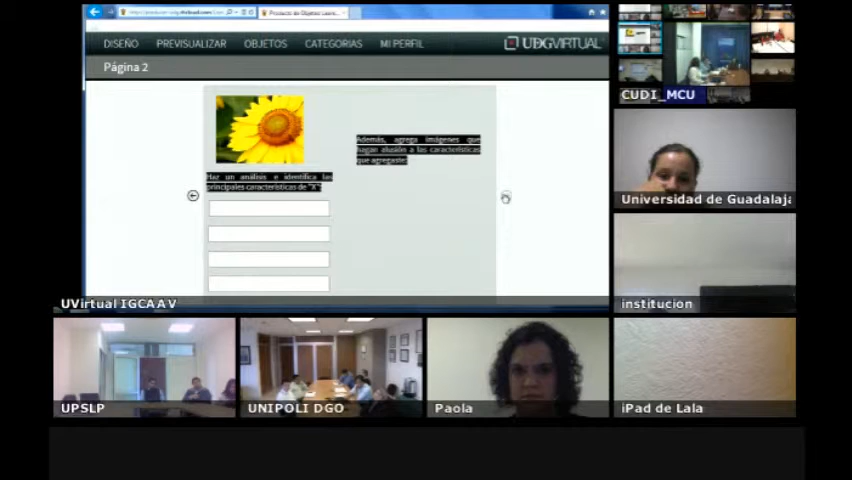 Producto de Objetos
DISEÑO PREVISUALIZAR OBJETOS CATEGORIAS MI PERFIL UDGVIRTUAL
Página 2
Además, agrega imágenes que
hagan alusión a las características
que agregaste:
Haz un análisis e identifica las
principales características de "X":
UVirtual IGCAAV
CUDI_MCU
Universidad de Guadalaja
institucion
UPSLP
UNIPOLI DGO
Paola
iPad de Lala